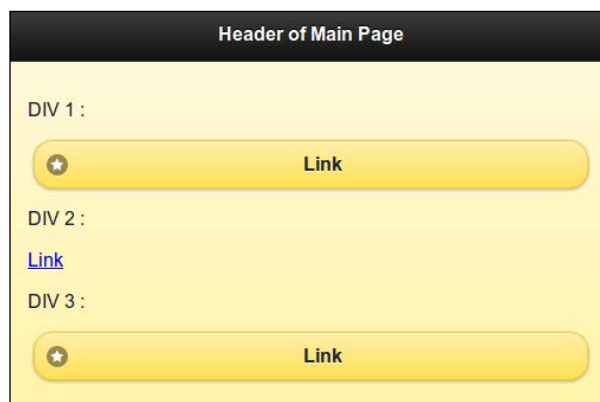 Header of Main Page
DIV 1 :
Link
DIV 2 :
Link
DIV 3 :
Link